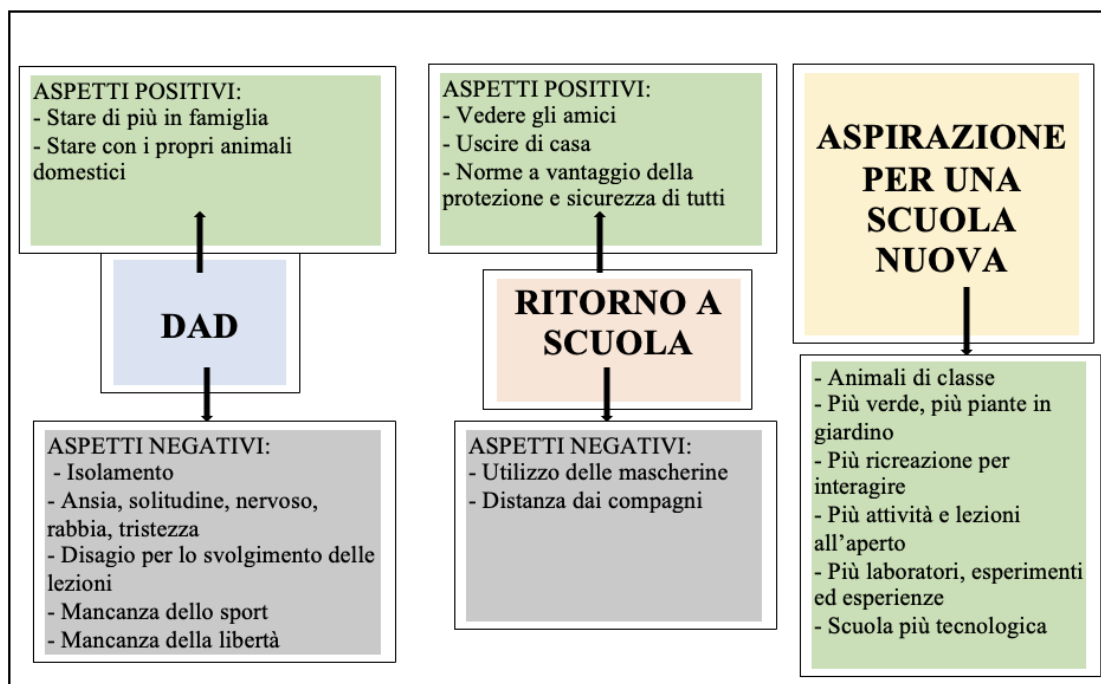 ASPETTI POSITIVI:
- Stare di più in famiglia
- Stare con i propri animali
domestici
DAD
ASPETTI NEGATIVI:
- Isolamento
- Ansia, solitudine, nervoso,
rabbia, tristezza
- Disagio per lo svolgimento delle
lezioni
- Mancanza dello sport
- Mancanza della libertà
ASPETTI POSITIVI:
- Vedere gli amici
- Uscire di casa
- Norme a vantaggio della
protezione e sicurezza di tutti
RITORNO A
SCUOLA
ASPETTI NEGATIVI:
- Utilizzo delle mascherine
- Distanza dai compagni
ASPIRAZIONE
PER UNA
SCUOLA
NUOVA
- Animali di classe
- Più verde, più piante in
giardino
- Più ricreazione per
interagire
- Più attività e lezioni
all’aperto
- Più laboratori, esperimenti
ed esperienze
- Scuola più tecnologica